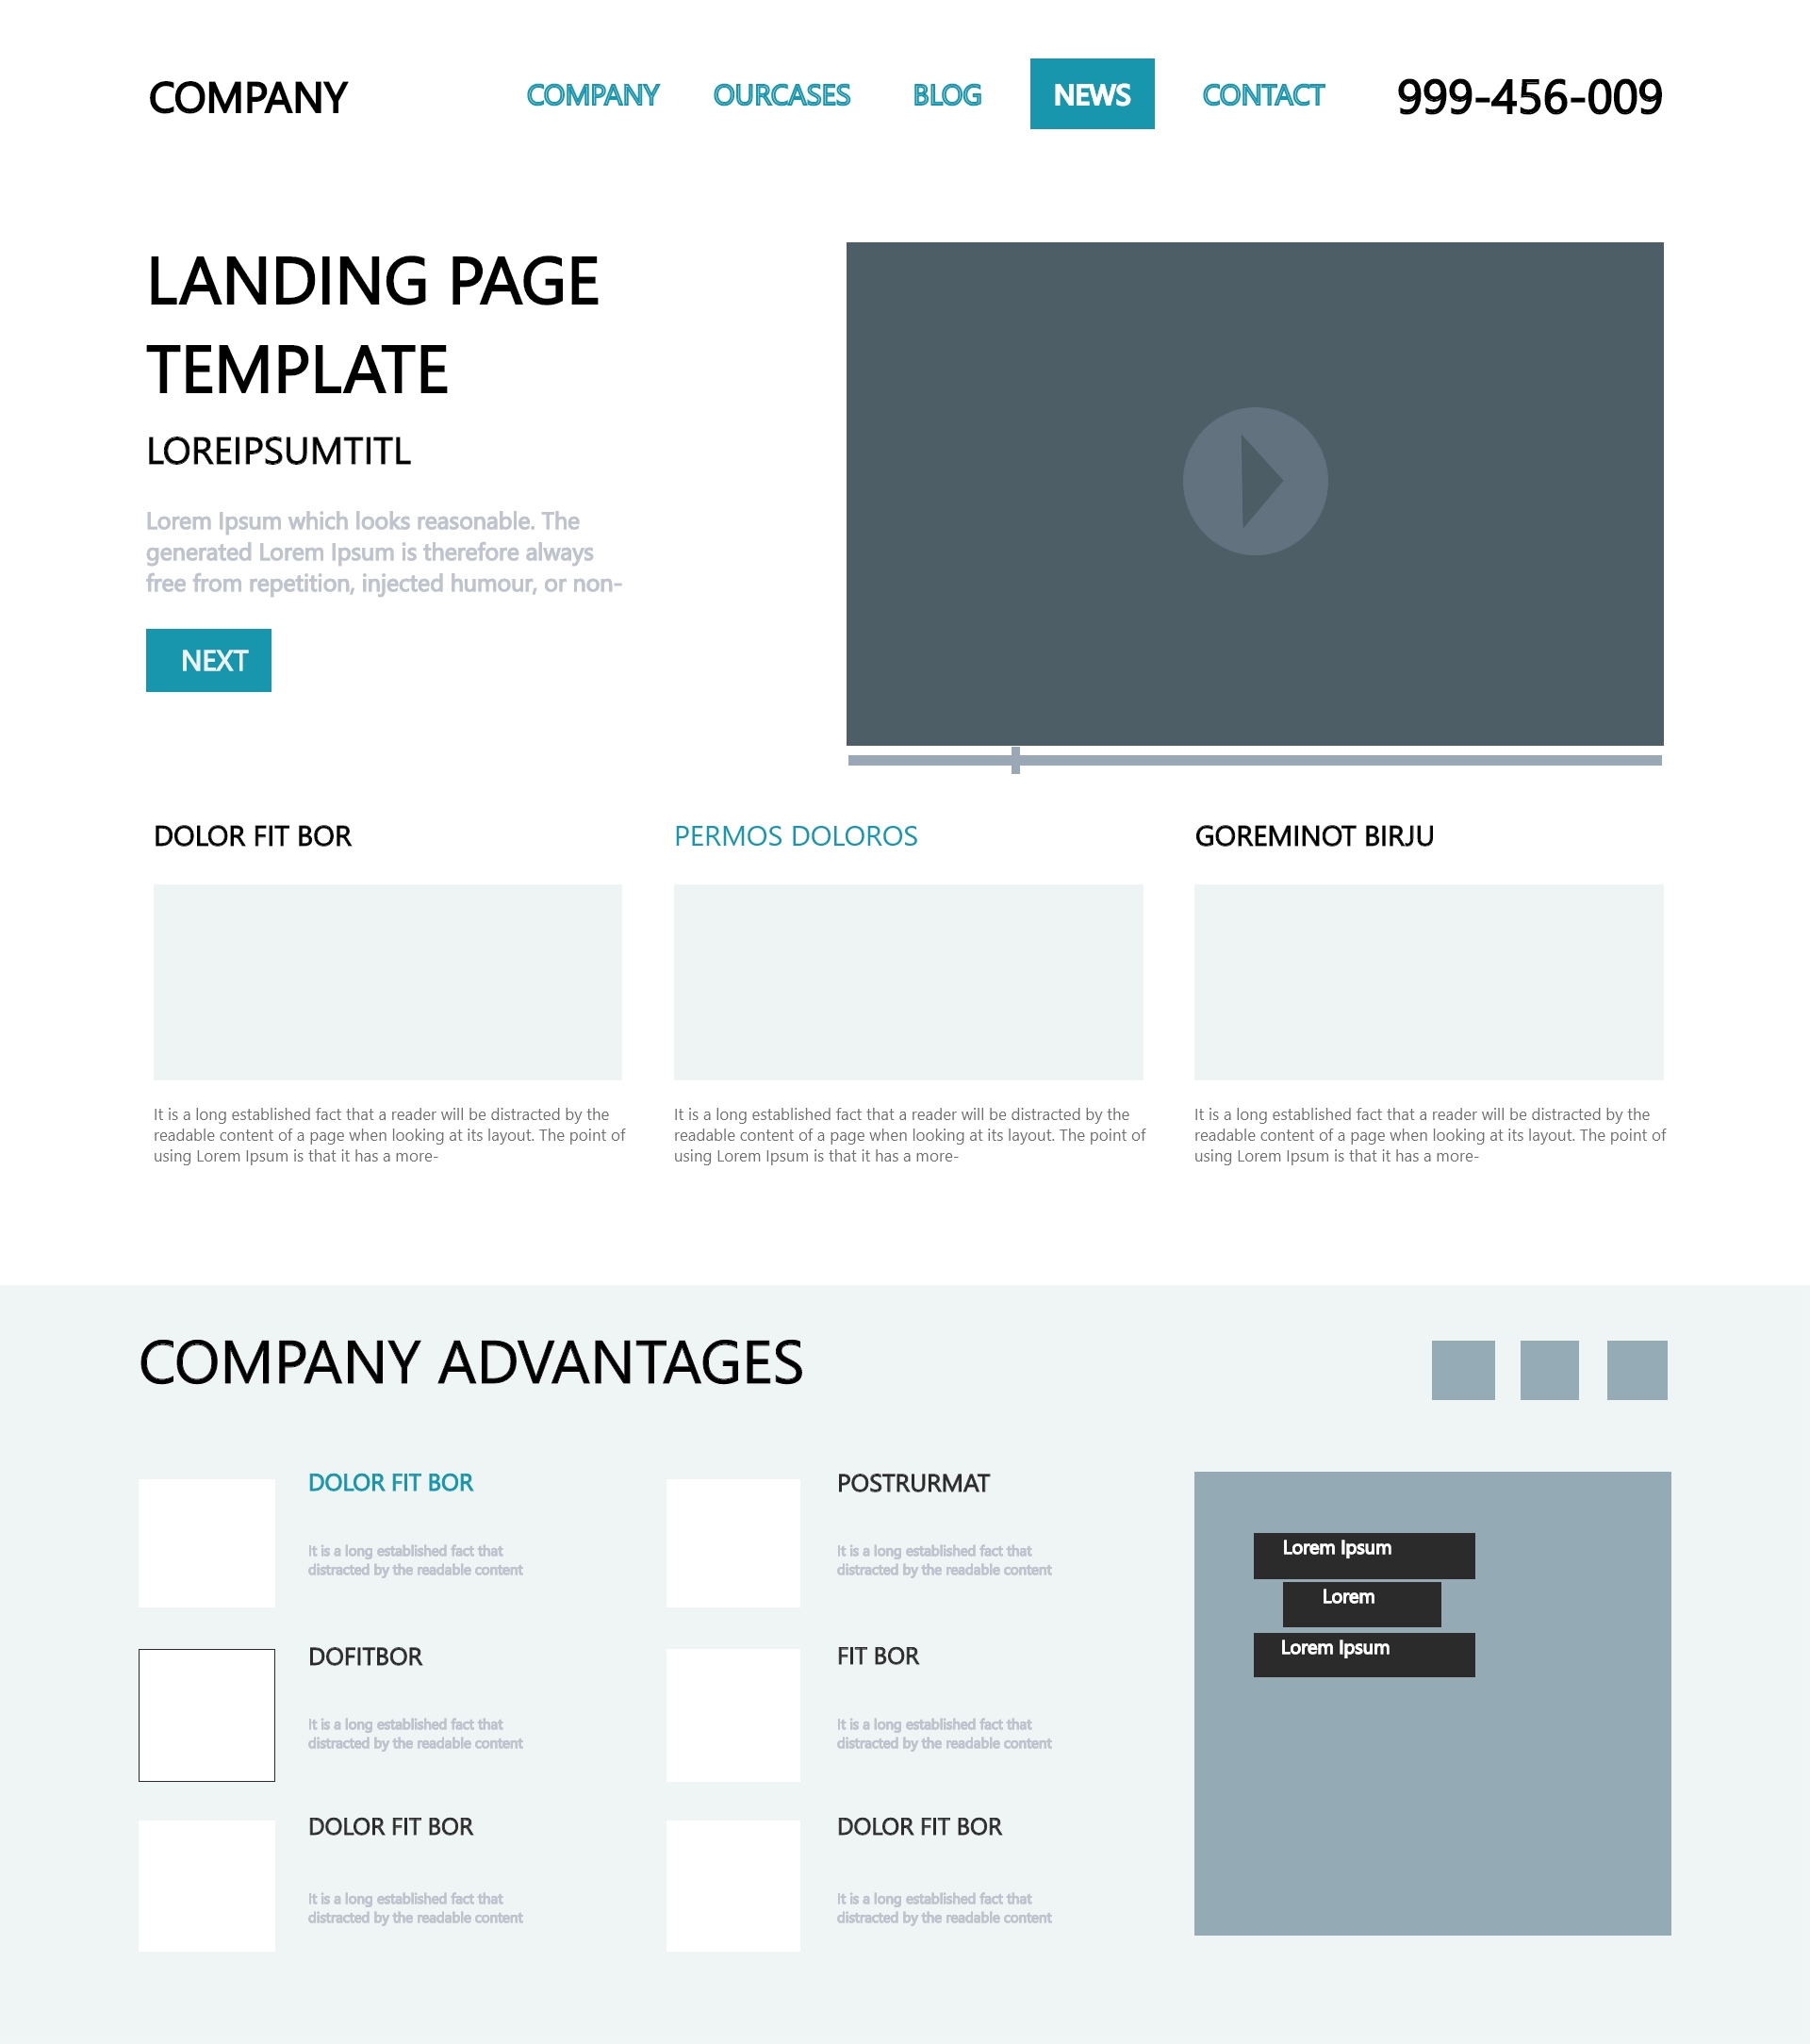 COMPANY
COMPANY
OURCASES
BLOG
NEWS
CONTACT
999-456-009
LANDING PAGE
TEMPLATE
LOREIPSUMTITL
Lorem Ipsum which looks reasonable. The
generated Lorem Ipsum is therefore always
free from repetition, injected humour, or non-
NEXT
DOLOR FIT BOR
It is a long established fact that a reader will be distracted by the
readable content of a page when looking at its layout. The point of
using Lorem Ipsum is that it has a more-
PERMOS DOLOROS
It is a long established fact that a reader will be distracted by the
readable content of a page when looking at its layout. The point of
using Lorem Ipsum is that it has a more-
GOREMINOT BIRJU
It is a long established fact that a reader will be distracted by the
readable content of a page when looking at its layout. The point of
using Lorem Ipsum is that it has a more-
COMPANY ADVANTAGES
DOLOR FIT BOR
It is a long established fact that
distracted by the readable content
POSTRURMAT
It is a long established fact that
distracted by the readable content
DOFITBOR
It is a long established fact that
distracted by the readable content
FIT BOR
It is a long established fact that
distracted by the readable content
DOLOR FIT BOR
It is a long established fact that
distracted by the readable content
DOLOR FIT BOR
It is a long established fact that
distracted by the readable content
Lorem Ipsum
Lorem
Lorem Ipsum